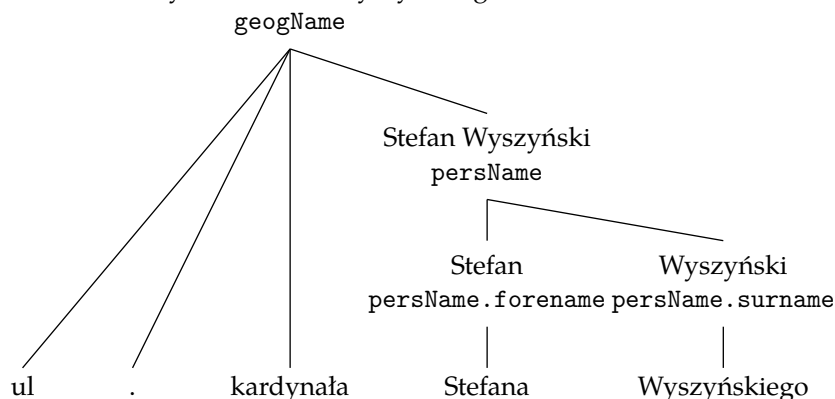 geogName
Stefan Wyszyński
persName
Stefan Wyszyński
persName.forename persName.surname
ul . kardynała Stefana Wyszyńskiego